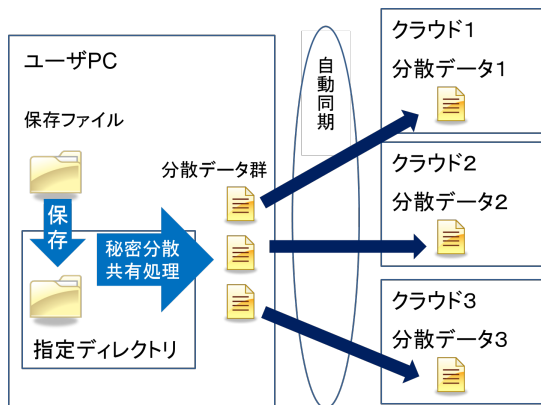 ユーザPC
保存ファイル
保存
指定ディレクトリ
秘密分散
共有処理
分散データ群
自動同期
クラウド1
分散データ1
クラウド2
分散データ2
クラウド3
分散データ3